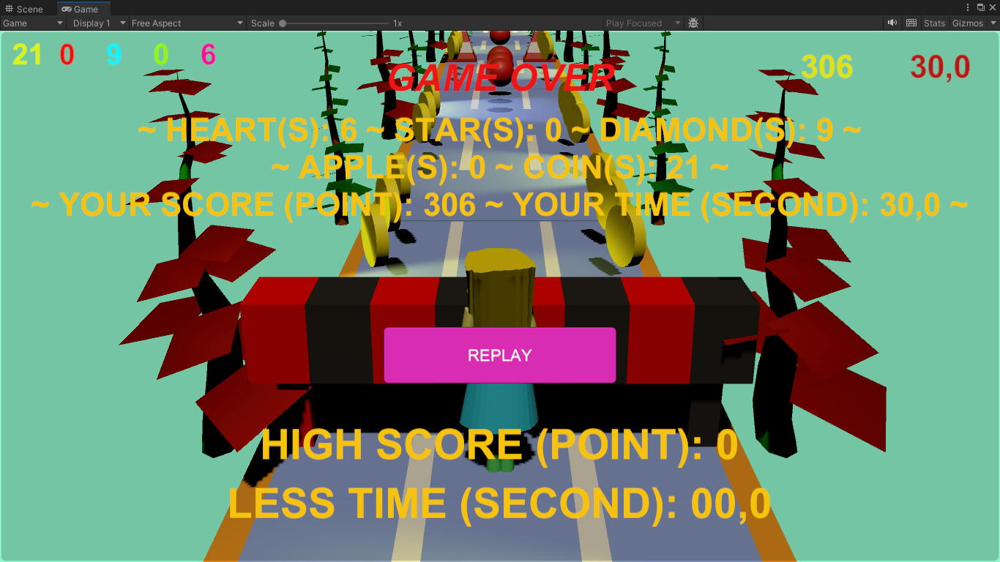 Scene Game
Game Display 1 Free Aspect Scale 1x Play Focused Stats Gizmos
21 0 9 0 6 306 30,0
GAME OVER
~ HEART(S): 6 ~ STAR(S): 0 ~ DIAMOND(S): 9 ~
~ APPLE(S): 0 ~ COIN(S): 21 ~
~ YOUR SCORE (POINT): 306 ~ YOUR TIME (SECOND): 30,0 ~
REPLAY
HIGH SCORE (POINT): 0
LESS TIME (SECOND): 00,0